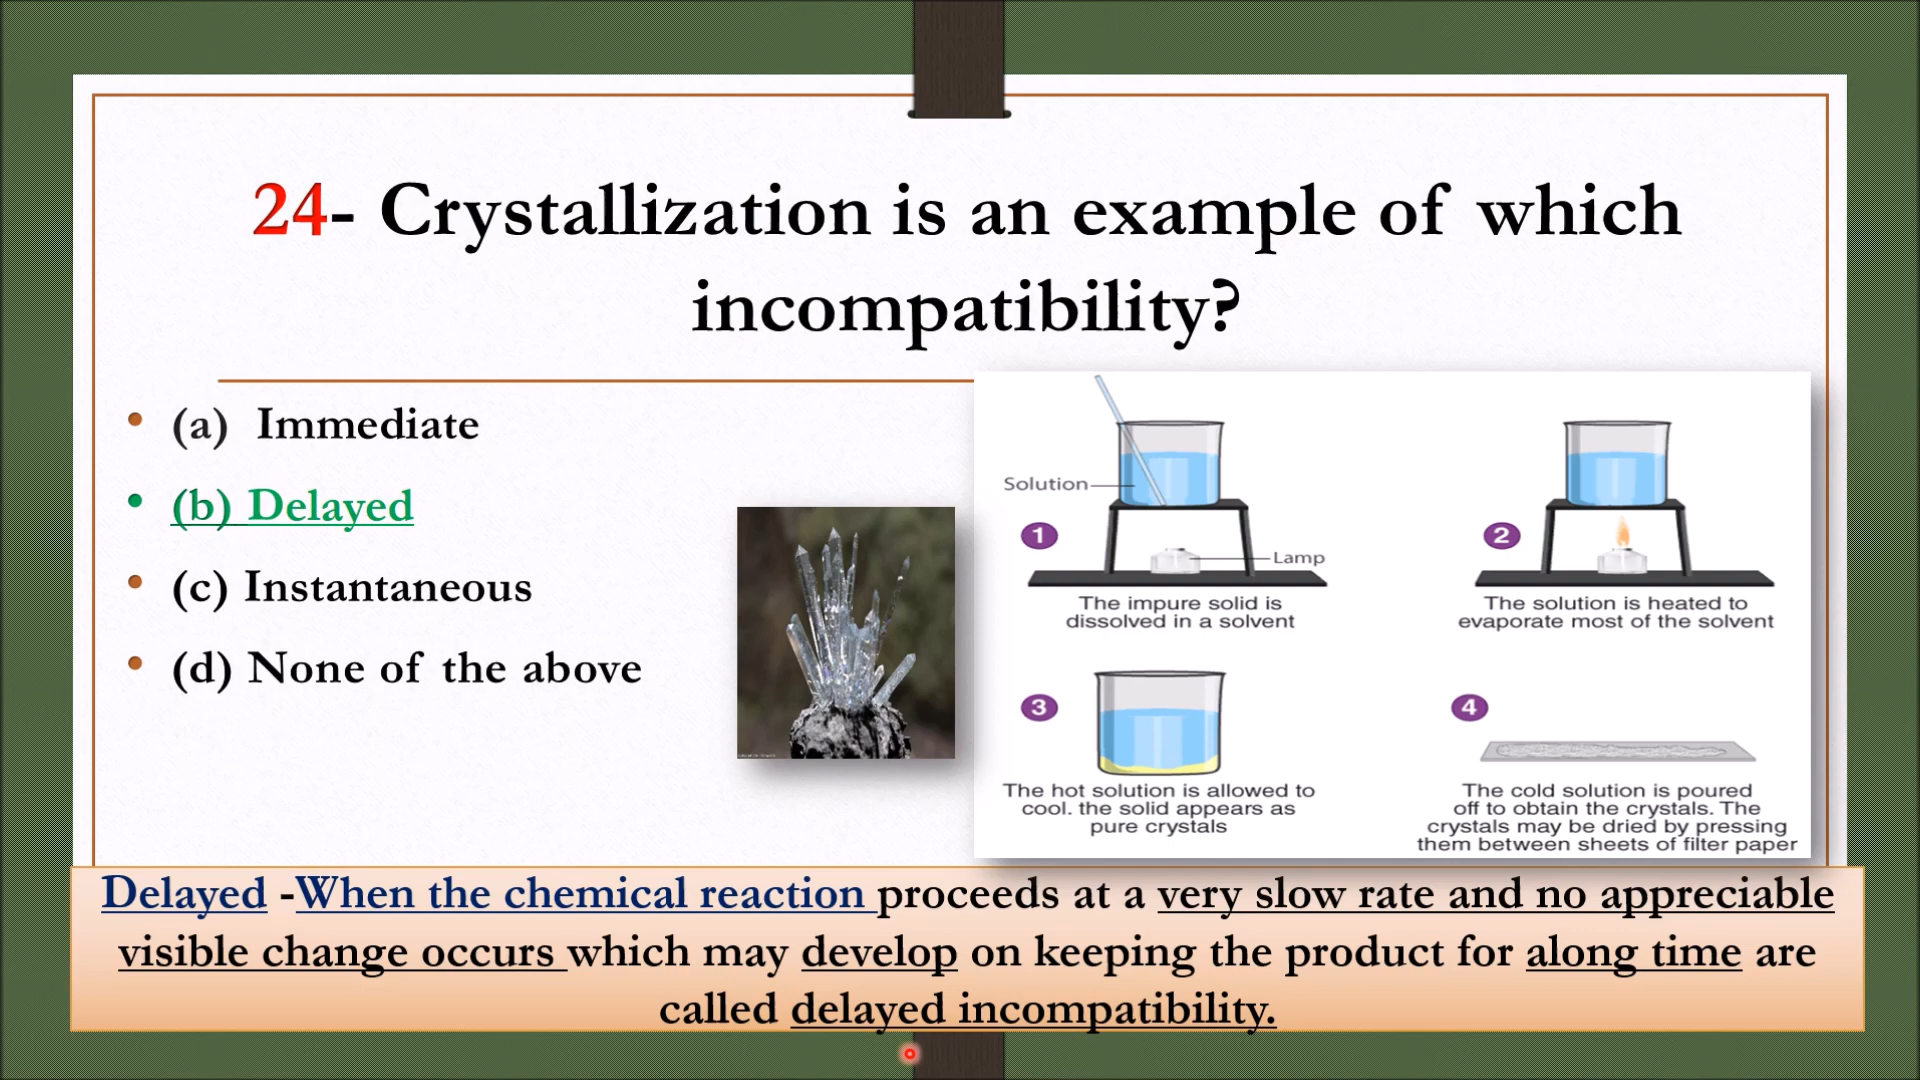 24- Crystallization is an example of which
incompatibility?
(a) Immediate
(b) Delayed
(c) Instantaneous
(d) None of the above
Solution
1
Lamp
The impure solid is
dissolved in a solvent
2
The solution is heated to
evaporate most of the solvent
3
The hot solution is allowed to
cool. the solid appears as
pure crystals
4
The cold solution is poured
off to obtain the crystals. The
crystals may be dried by pressing
them between sheets of filter paper
Delayed -When the chemical reaction proceeds at a very slow rate and no appreciable
visible change occurs which may develop on keeping the product for along time are
called delayed incompatibility.